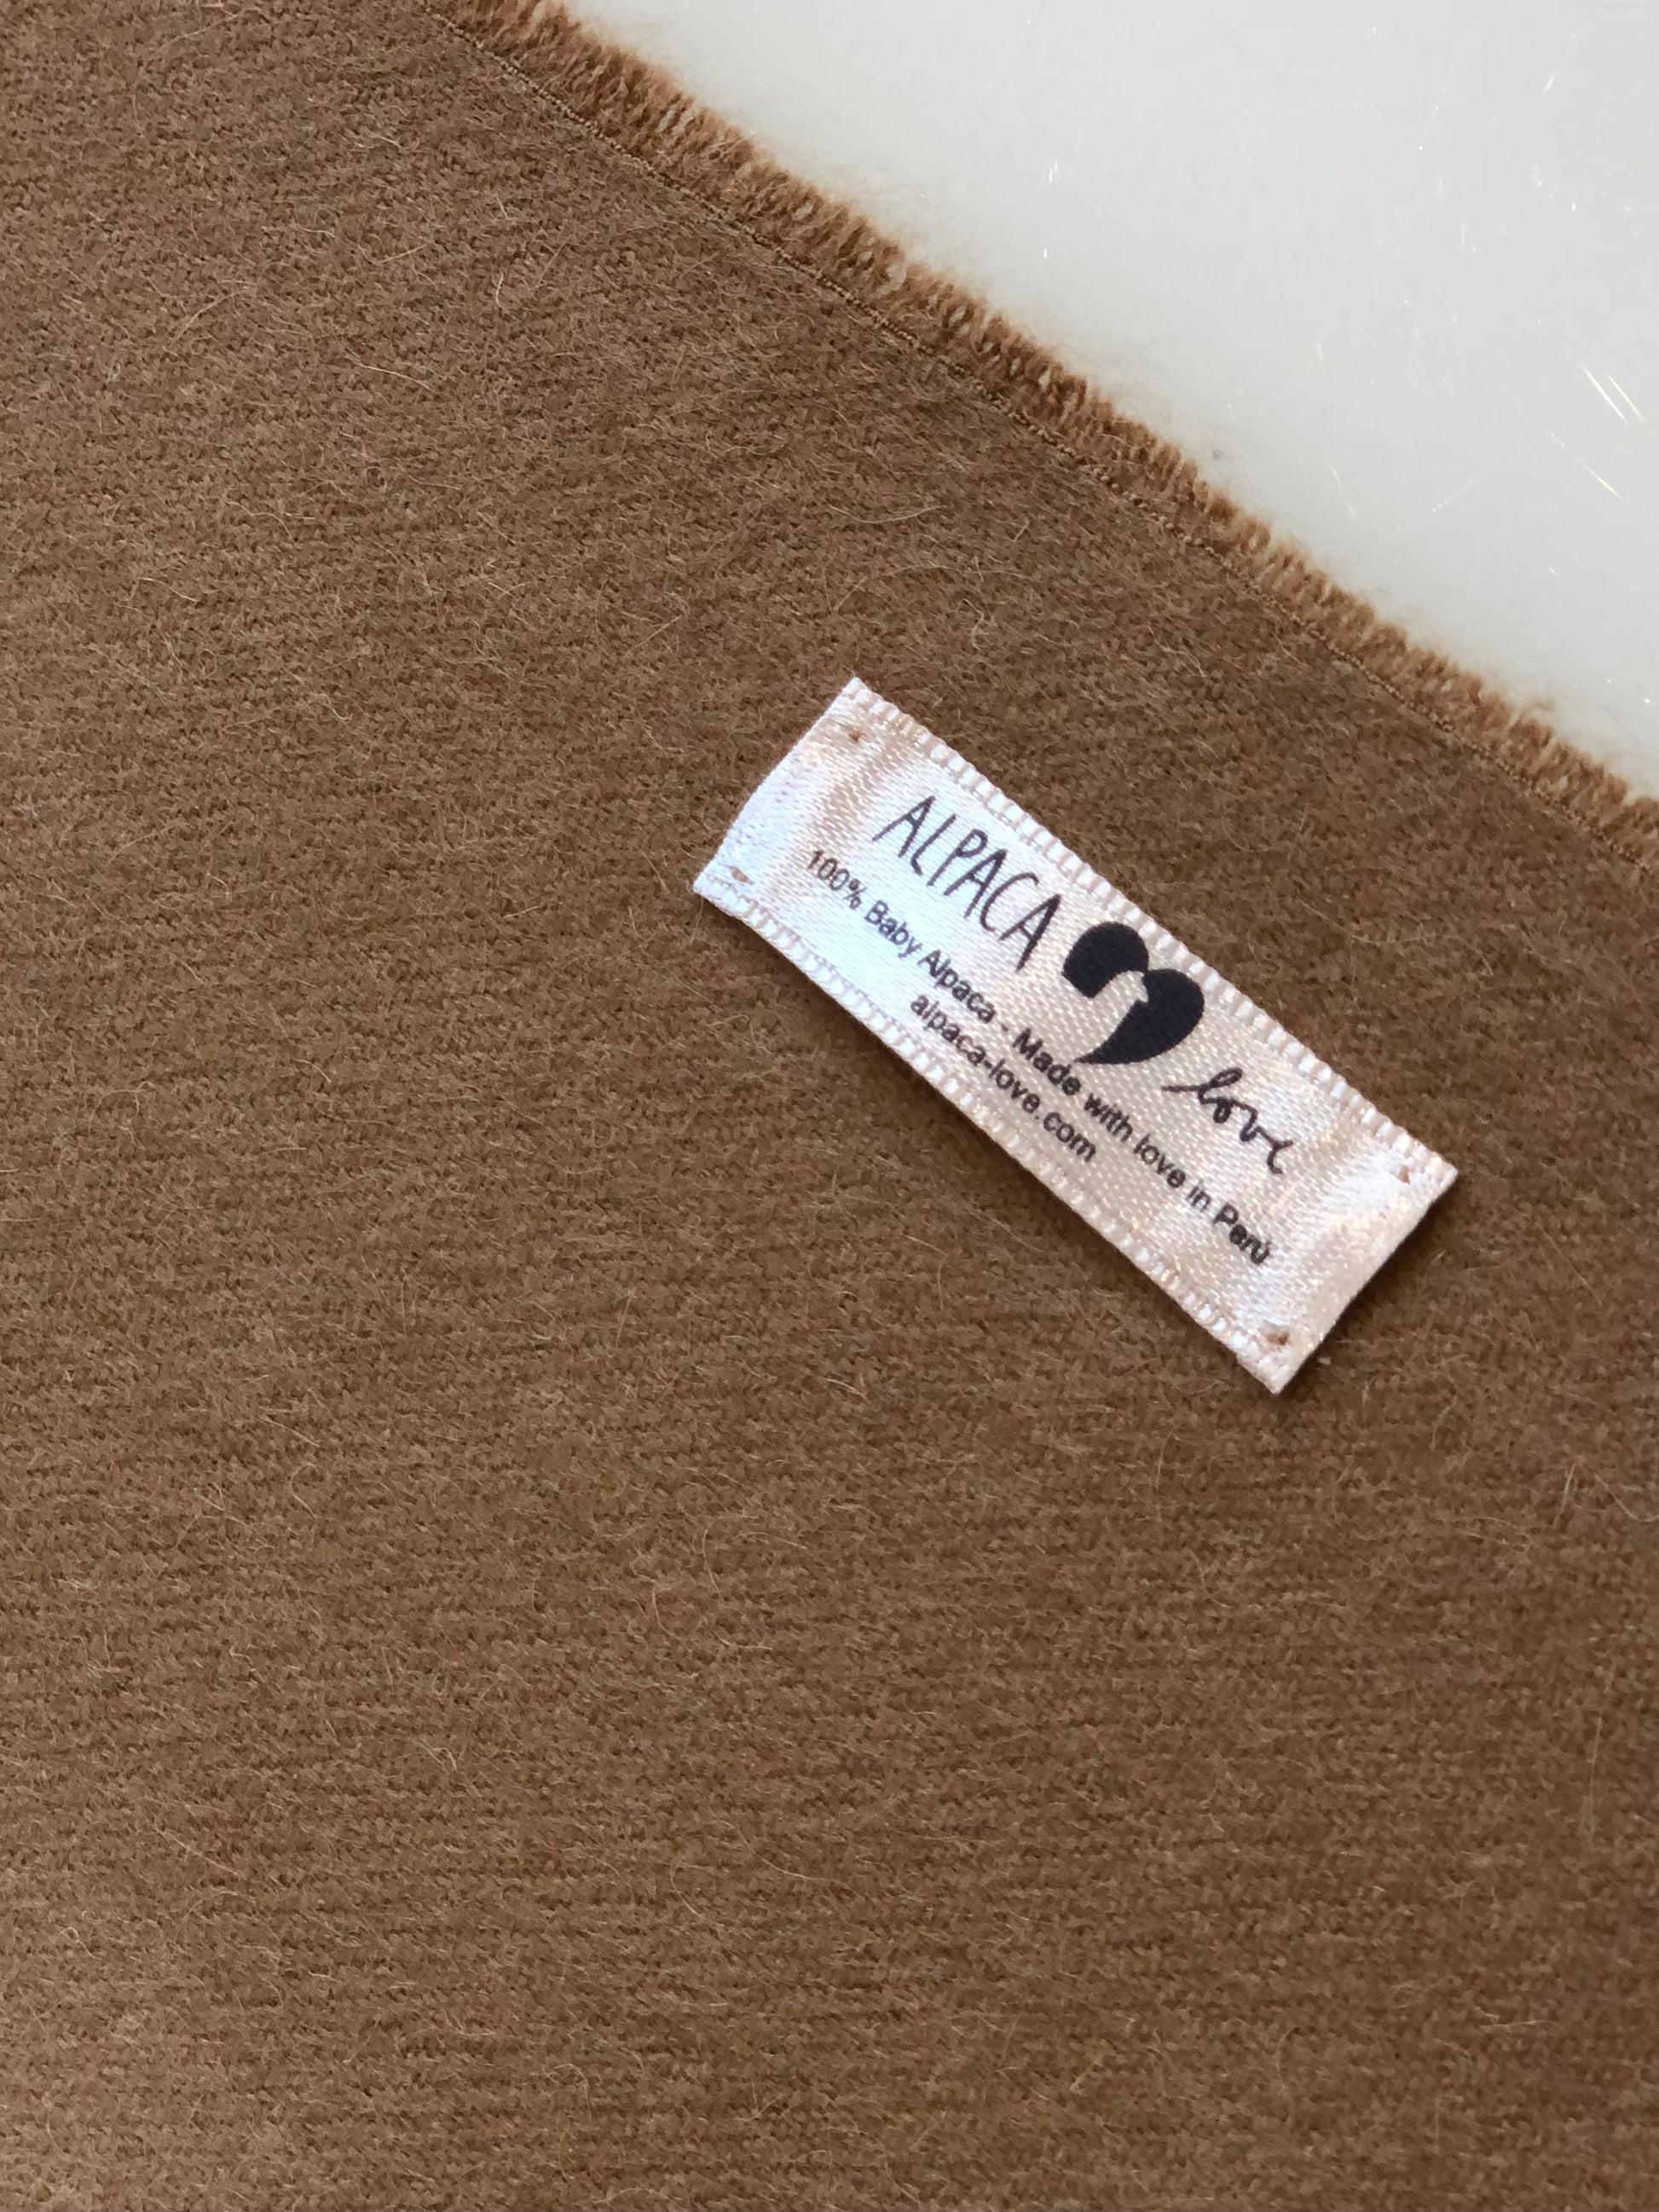 ALPACA love
100% Baby Alpaca - Made with love in Perú
alpaca-love.com